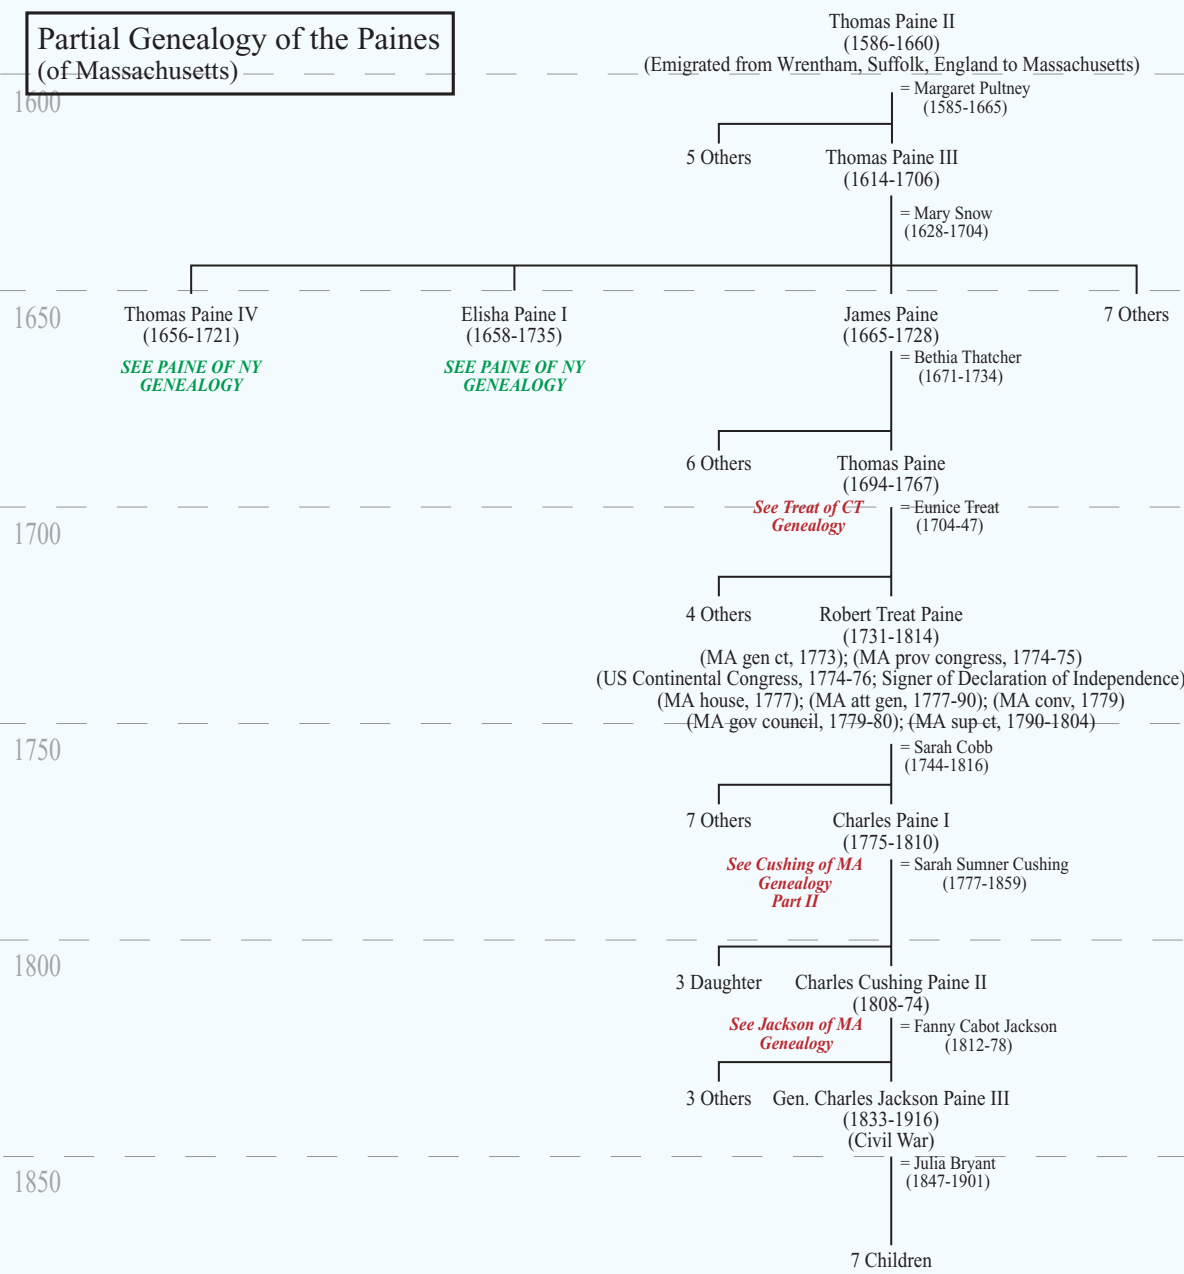 Partial Genealogy of the Paines
(of Massachusetts)
Thomas Paine II
(1586-1660)
(Emigrated from Wrentham, Suffolk, England to Massachusetts)
1600
= Margaret Pultney
(1585-1665)
5 Others
Thomas Paine III
(1614-1706)
= Mary Snow
(1628-1704)
1650
Thomas Paine IV
(1656-1721)
SEE PAINE OF NY
GENEALOGY
Elisha Paine I
(1658-1735)
SEE PAINE OF NY
GENEALOGY
James Paine
(1665-1728)
7 Others
= Bethia Thatcher
(1671-1734)
6 Others
Thomas Paine
(1694-1767)
See Treat of CT
Genealogy
= Eunice Treat
(1704-47)
1700
4 Others
Robert Treat Paine
(1731-1814)
(MA gen ct, 1773); (MA prov congress, 1774-75)
(US Continental Congress, 1774-76; Signer of Declaration of Independence)
(MA house, 1777); (MA att gen, 1777-90); (MA conv, 1779)
(MA gov council, 1779-80); (MA sup ct, 1790-1804)
1750
= Sarah Cobb
(1744-1816)
7 Others
Charles Paine I
(1775-1810)
See Cushing of MA
Genealogy
Part II
= Sarah Sumner Cushing
(1777-1859)
1800
3 Daughter
Charles Cushing Paine II
(1808-74)
See Jackson of MA
Genealogy
= Fanny Cabot Jackson
(1812-78)
3 Others
Gen. Charles Jackson Paine III
(1833-1916)
(Civil War)
1850
= Julia Bryant
(1847-1901)
7 Children